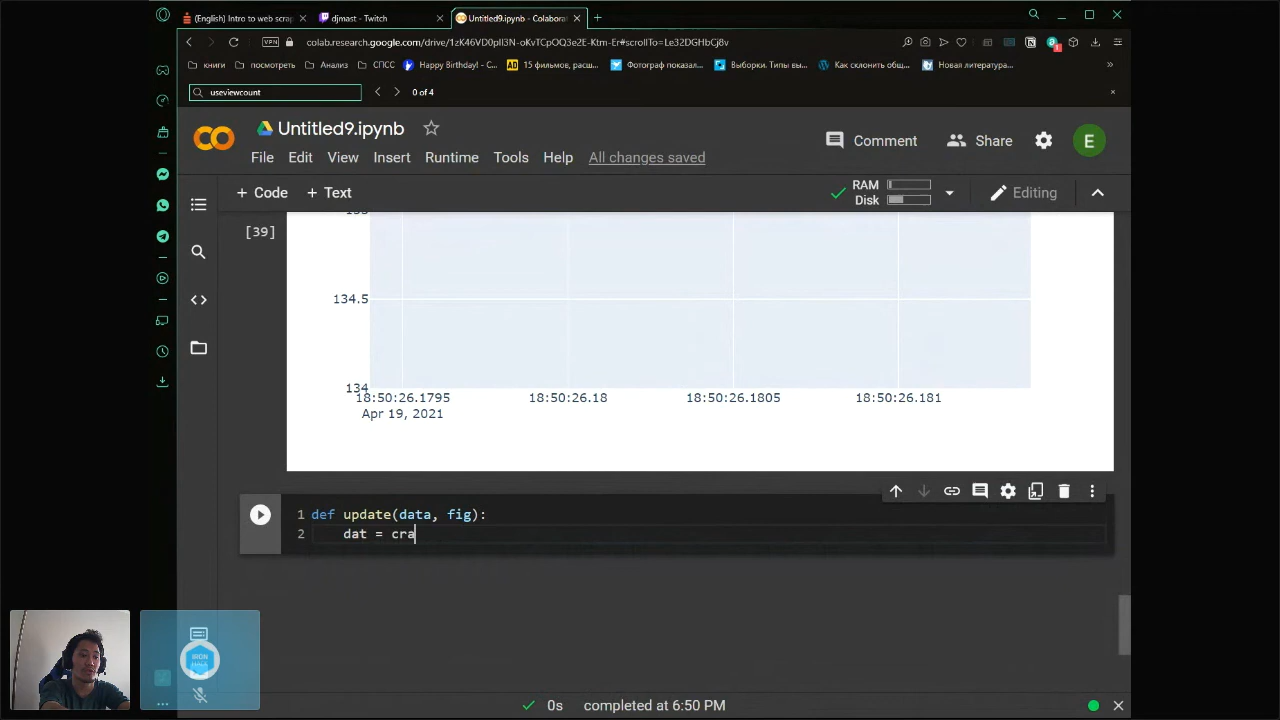 (English) Intro to web scrap
djmast - Twitch
Untitled9.ipynb - Colabora
VPN
colab.research.google.com/drive/1zK46VD0pIl3N-oKvTCpOQ3e2E-Ktm-Er#scrollTo=Le32DGHbCj8v
книги
посмотреть
Анализ
СПСС
Happy Birthday! - C...
15 фильмов, расш...
Фотограф показал...
Выборки. Типы вы...
Как склонить общ...
Новая литература...
useviewcount
0 of 4
Untitled9.ipynb
Comment
Share
E
File Edit View Insert Runtime Tools Help All changes saved
+ Code + Text
RAM
Disk
Editing
[39]
134.5
134
18:50:26.1795 18:50:26.18 18:50:26.1805 18:50:26.181
Apr 19, 2021
1 def update(data, fig):
2 dat = cra
IRON
HACK
0s completed at 6:50 PM